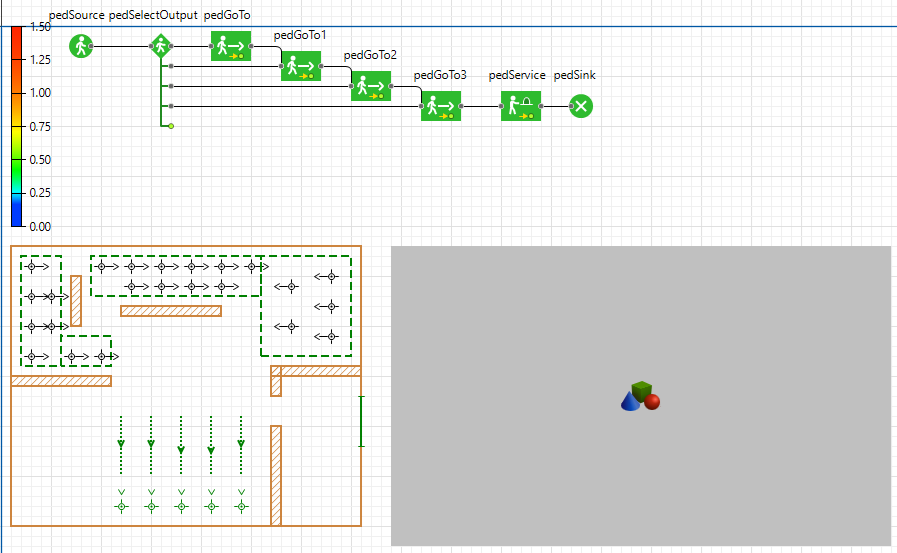 pedSource pedSelectOutput pedGoTo
pedGoTo1
pedGoTo2
pedGoTo3 pedService pedSink
1.50
1.25
1.00
0.75
0.50
0.25
0.00